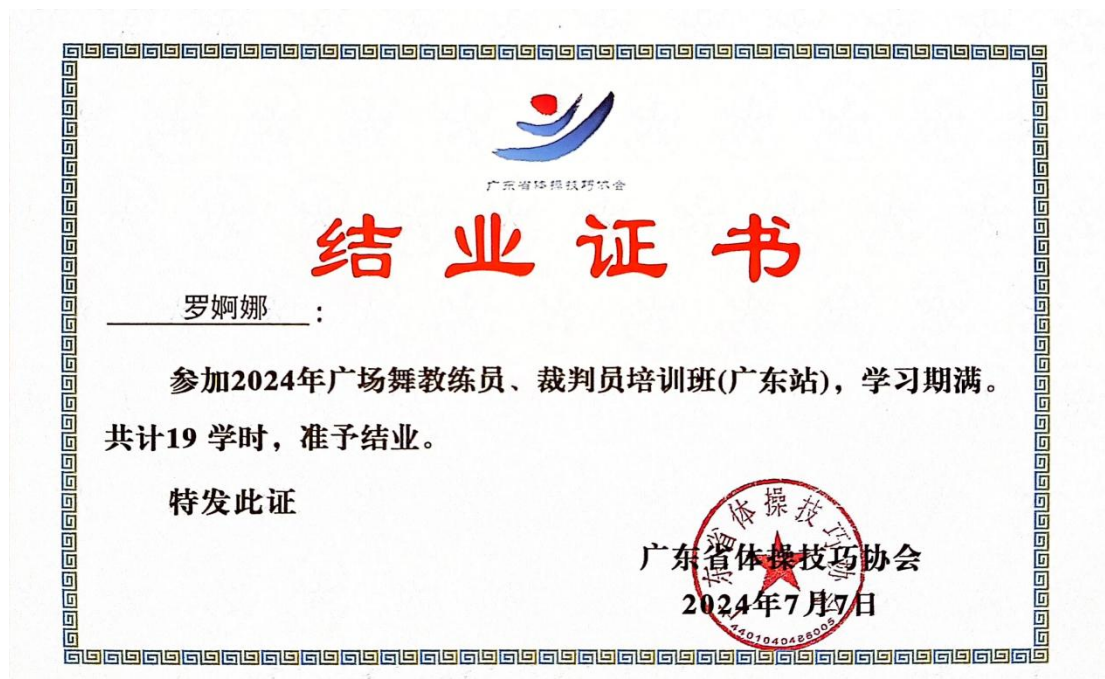 广东省体操技巧协会
结业证书
罗婀娜：
参加2024年广场舞教练员、裁判员培训班(广东站)，学习期满。
共计19 学时，准予结业。
特发此证
广东省体操技巧协会
2024年7月7日
广东省体操技巧协会
4401040486005